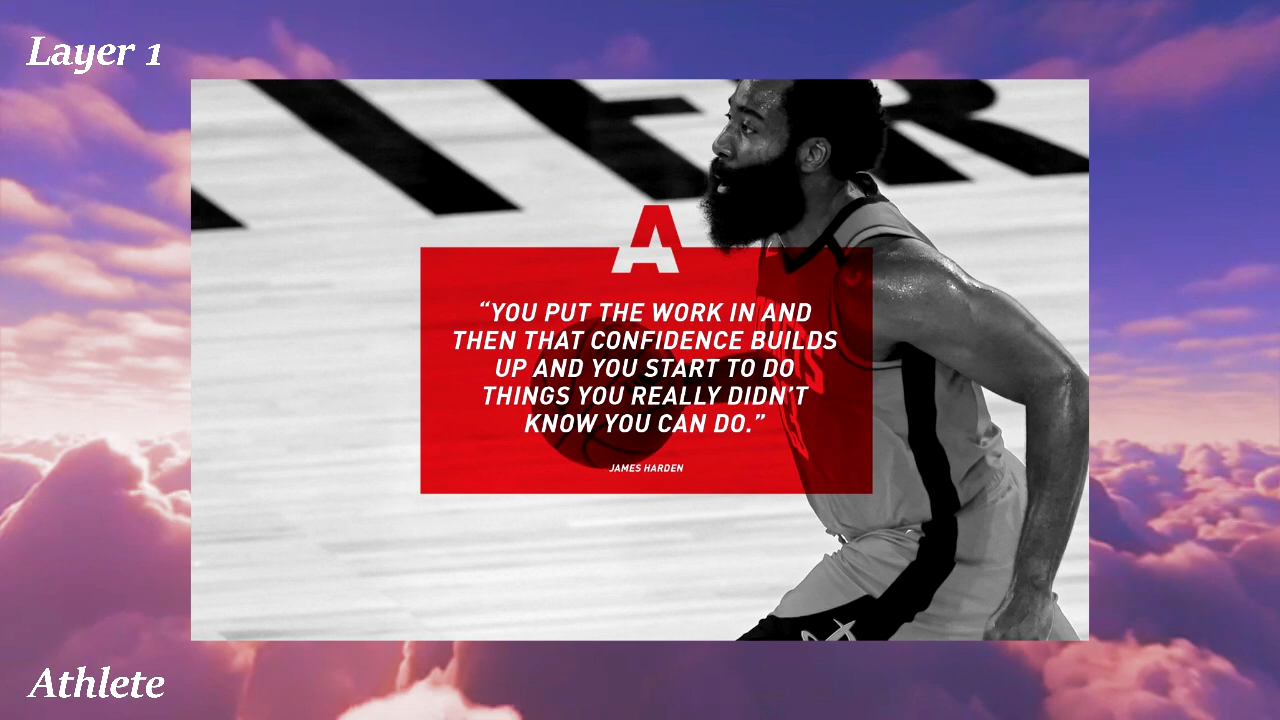 Layer 1
A
“YOU PUT THE WORK IN AND
THEN THAT CONFIDENCE BUILDS
UP AND YOU START TO DO
THINGS YOU REALLY DIDN’T
KNOW YOU CAN DO.”
JAMES HARDEN
Athlete